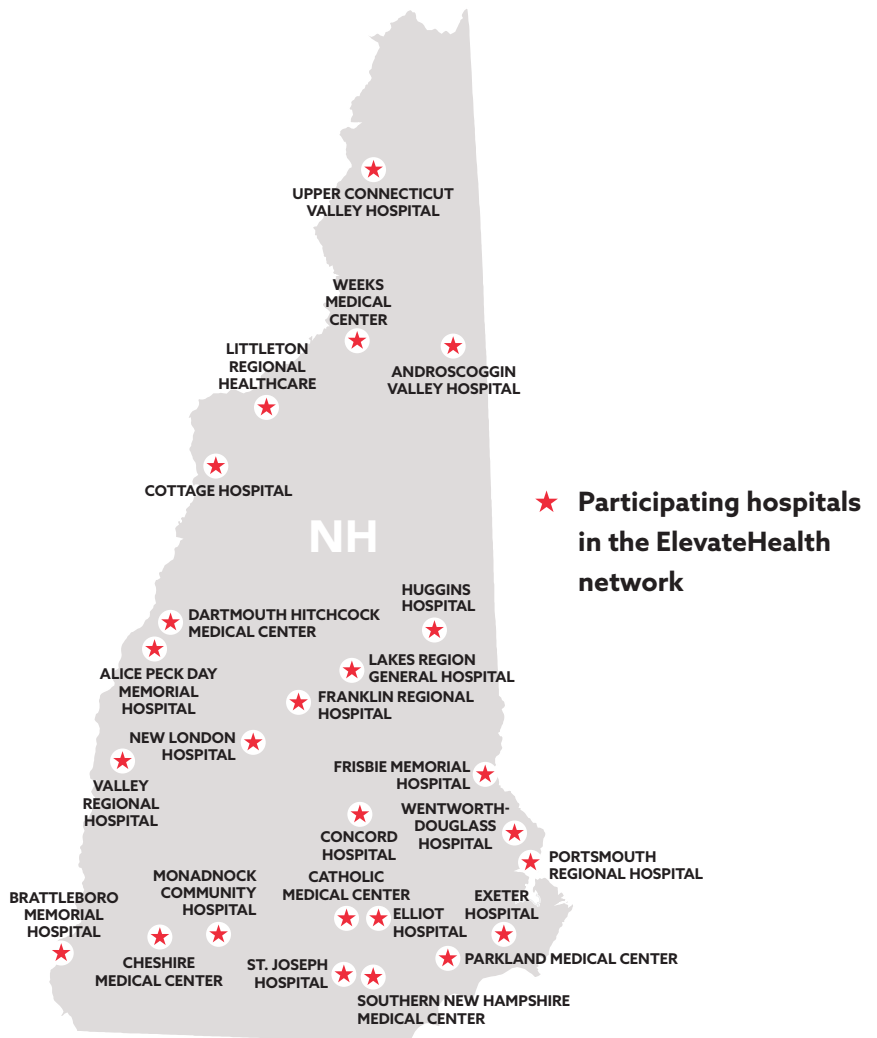 UPPER CONNECTICUT
VALLEY HOSPITAL
WEEKS
MEDICAL
CENTER
LITTLETON
REGIONAL
HEALTHCARE
ANDROSCOGGIN
VALLEY HOSPITAL
COTTAGE HOSPITAL
NH
Participating hospitals
in the ElevateHealth
network
HUGGINS
HOSPITAL
DARTMOUTH HITCHCOCK
MEDICAL CENTER
LAKES REGION
GENERAL HOSPITAL
ALICE PECK DAY
MEMORIAL
HOSPITAL
FRANKLIN REGIONAL
HOSPITAL
NEW LONDON
HOSPITAL
VALLEY
REGIONAL
HOSPITAL
FRISBIE MEMORIAL
HOSPITAL
WENTWORTH-
DOUGLASS
HOSPITAL
CONCORD
HOSPITAL
PORTSMOUTH
REGIONAL HOSPITAL
MONADNOCK
COMMUNITY
HOSPITAL
CATHOLIC
MEDICAL CENTER
BRATTLEBORO
MEMORIAL
HOSPITAL
EXETER
HOSPITAL
ELLIOT
HOSPITAL
CHESHIRE
MEDICAL CENTER
ST. JOSEPH
HOSPITAL
PARKLAND MEDICAL CENTER
SOUTHERN NEW HAMPSHIRE
MEDICAL CENTER